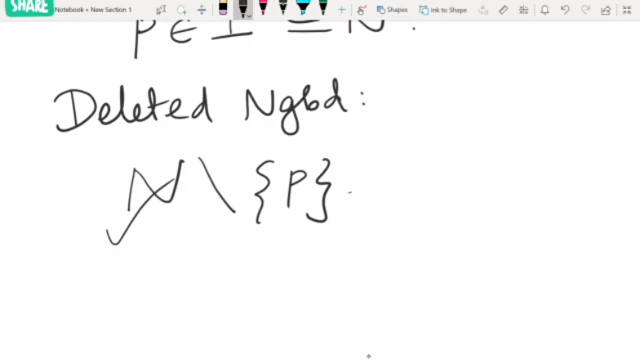 SHARE
Notebook « New Section 1
Shapes
Ink to Shape
p ∈ I ⊆ N .
Deleted Ngbd :
N \ {P} .